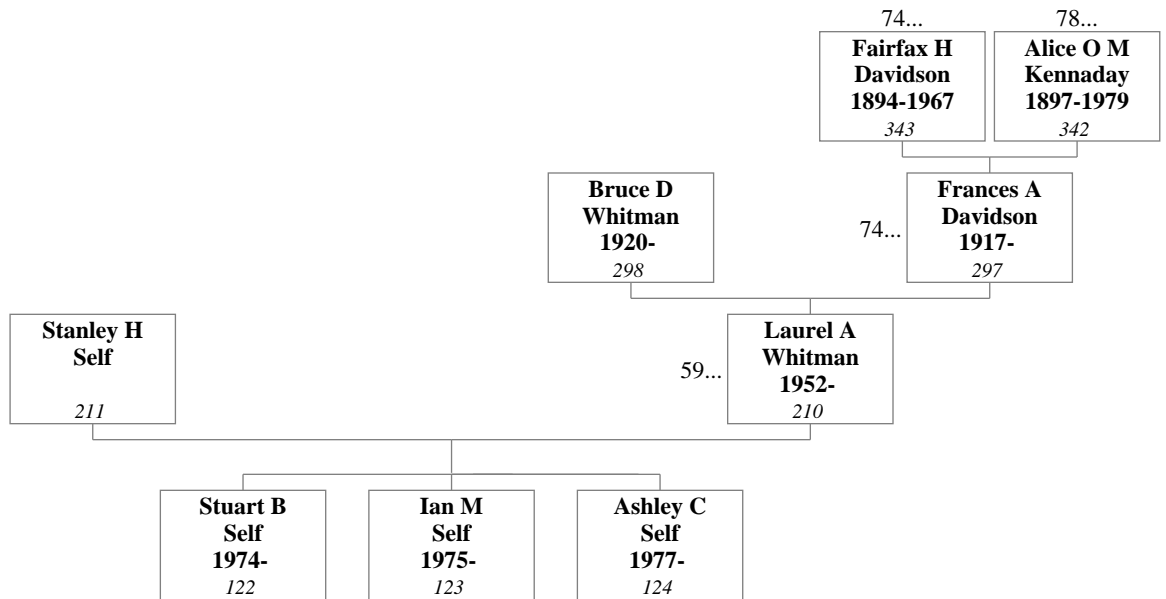 74...
78...
Fairfax H
Davidson
1894-1967
343
Alice O M
Kennaday
1897-1979
342
Bruce D
Whitman
1920-
298
74...
Frances A
Davidson
1917-
297
Stanley H
Self
211
59...
Laurel A
Whitman
1952-
210
Stuart B
Self
1974-
122
Ian M
Self
1975-
123
Ashley C
Self
1977-
124